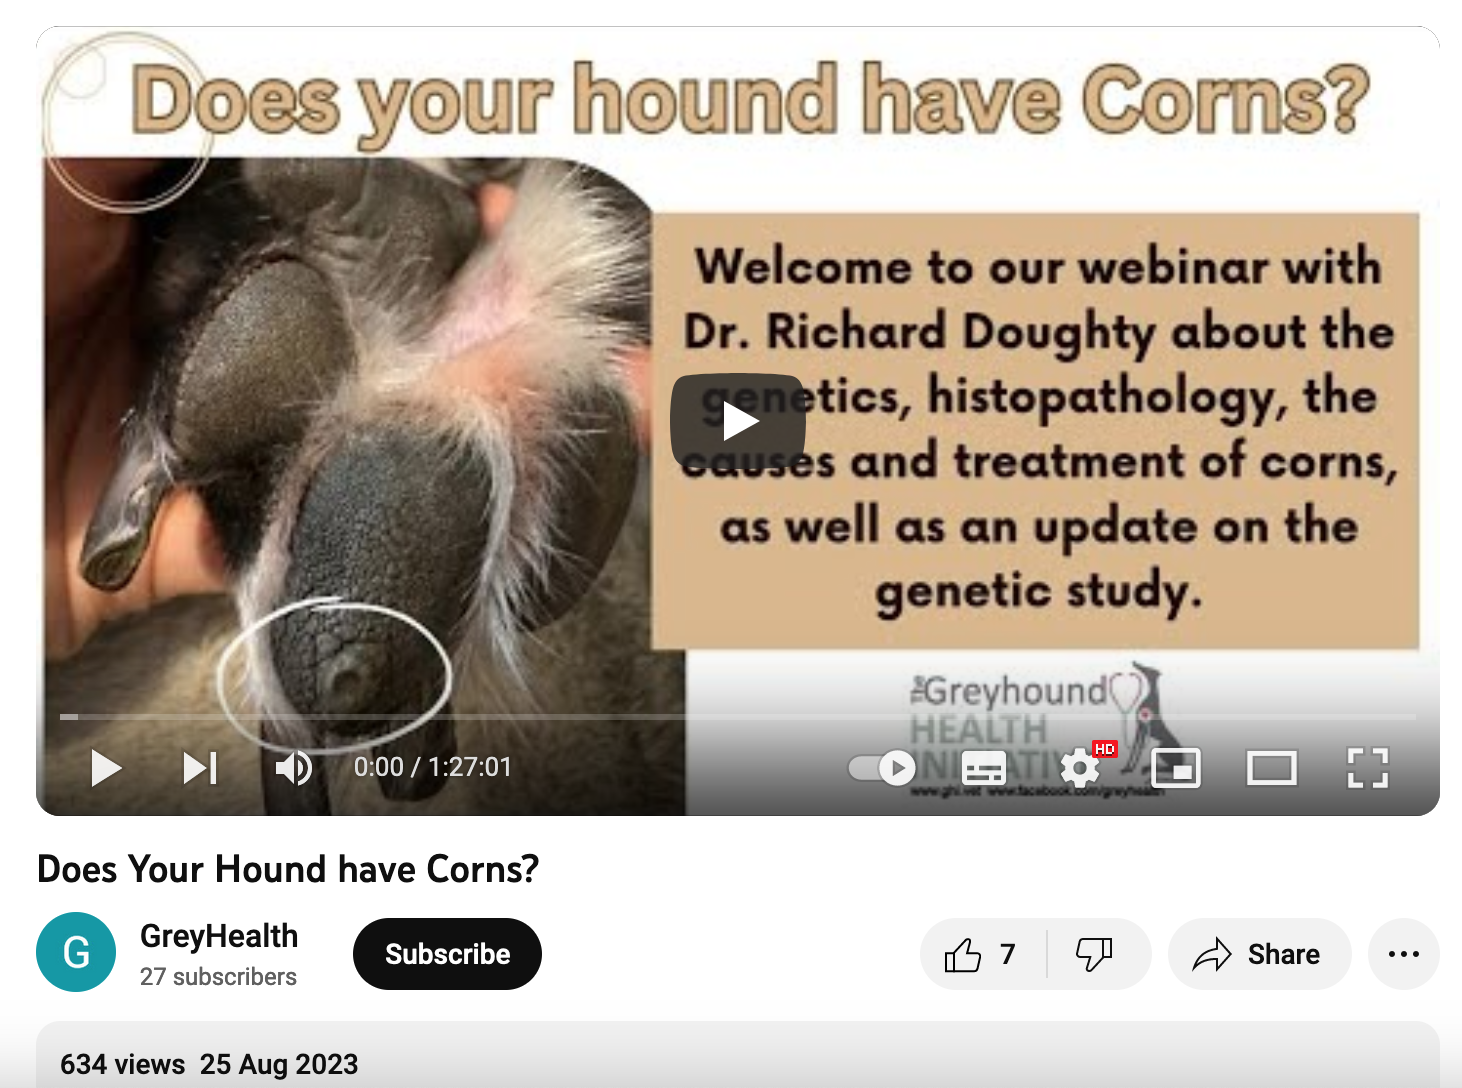 Does your hound have Corns?
Welcome to our webinar with
Dr. Richard Doughty about the
genetics, histopathology, the
causes and treatment of corns,
as well as an update on the
genetic study.
The Greyhound
HEALTH
INITIATIVE
www.ghi.vet www.facebook.com/greyhealth
0:00 / 1:27:01
HD
Does Your Hound have Corns?
G
GreyHealth
27 subscribers
Subscribe
7
Share
634 views 25 Aug 2023